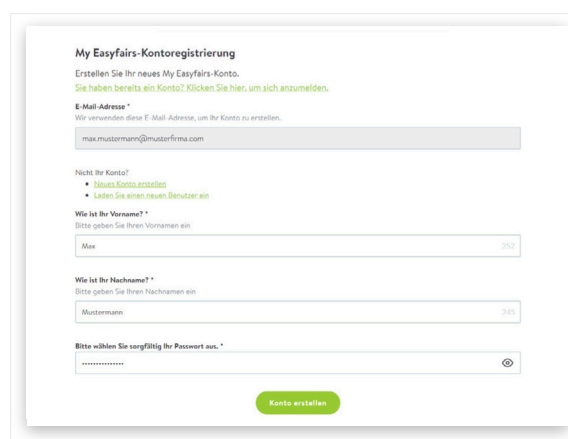 My Easyfairs-Kontoregistrierung
Erstellen Sie Ihr neues My Easyfairs-Konto.
Sie haben bereits ein Konto? Klicken Sie hier, um sich anzumelden.
E-Mail-Adresse *
Wir verwenden diese E-Mail-Adresse, um Ihr Konto zu erstellen.
max.mustermann@musterfirma.com
Nicht Ihr Konto?
Neues Konto erstellen
Laden Sie einen neuen Benutzer ein
Wie ist Ihr Vorname? *
Bitte geben Sie Ihren Vornamen ein
Max 252
Wie ist Ihr Nachname? *
Bitte geben Sie Ihren Nachnamen ein
Mustermann 245
Bitte wählen Sie sorgfältig Ihr Passwort aus. *
Konto erstellen